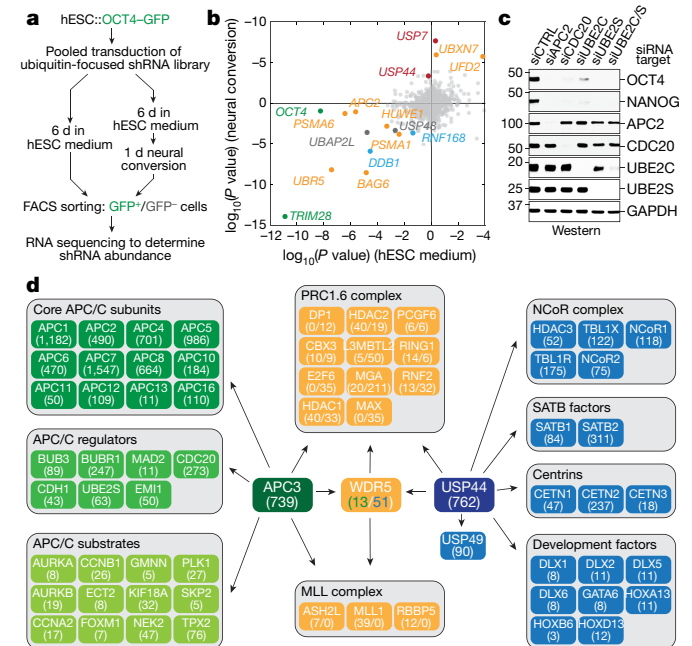 a
hESC::OCT4–GFP
Pooled transduction of
ubiquitin-focused shRNA library
6 d in
hESC medium
6 d in
hESC medium
1 d neural
conversion
FACS sorting: GFP+/GFP– cells
RNA sequencing to determine
shRNA abundance
b
log10(P value) (neural conversion)
–10
–5
0
5
–10
–15
USP7
UBXN7
UFD2
USP44
OCT4
APC2
PSMA6
HUWE1
USP48
UBAP2L
PSMA1
RNF168
DDB1
UBR5
BAG6
TRIM28
–12 –10 –8 –6 –4 –2 0 –2 –4
log10(P value) (hESC medium)
c
siCTRL
siAPC2
siCDC20
siUBE2C
siUBE2S
siUBE2C/S
siRNA
target
50 OCT4
50 NANOG
100 APC2
50 CDC20
20 UBE2C
25 UBE2S
37 GAPDH
Western
d
Core APC/C subunits
APC1 APC2 APC4 APC5
(1,182) (490) (701) (986)
APC6 APC7 APC8 APC10
(470) (1,547) (664) (184)
APC11 APC12 APC13 APC16
(50) (109) (11) (110)
APC/C regulators
BUB3 BUBR1 MAD2 CDC20
(89) (247) (11) (273)
CDH1 UBE2S EMI1
(43) (63) (50)
APC/C substrates
AURKA CCNB1 GMNN PLK1
(8) (26) (5) (27)
AURKB ECT2 KIF18A SKP2
(19) (8) (32) (5)
CCNA2 FOXM1 NEK2 TPX2
(17) (7) (47) (76)
PRC1.6 complex
DP1 HDAC2 PCGF6
(0/12) (40/19) (6/6)
CBX3 L3MBTL2 RING1
(10/9) (5/50) (14/6)
E2F6 MGA RNF2
(0/35) (20/211) (13/32)
HDAC1 MAX
(40/33) (0/35)
APC3
(739)
WDR5
(13/51)
USP44
(762)
USP49
(90)
MLL complex
ASH2L MLL1 RBBP5
(7/0) (39/0) (12/0)
NCoR complex
HDAC3 TBL1X NCoR1
(52) (122) (118)
TBL1R NCoR2
(175) (75)
SATB factors
SATB1 SATB2
(84) (311)
Centrins
CETN1 CETN2 CETN3
(47) (237) (18)
Development factors
DLX1 DLX2 DLX5
(8) (11) (11)
DLX6 GATA6 HOXA13
(8) (8) (11)
HOXB6 HOXD13
(3) (12)